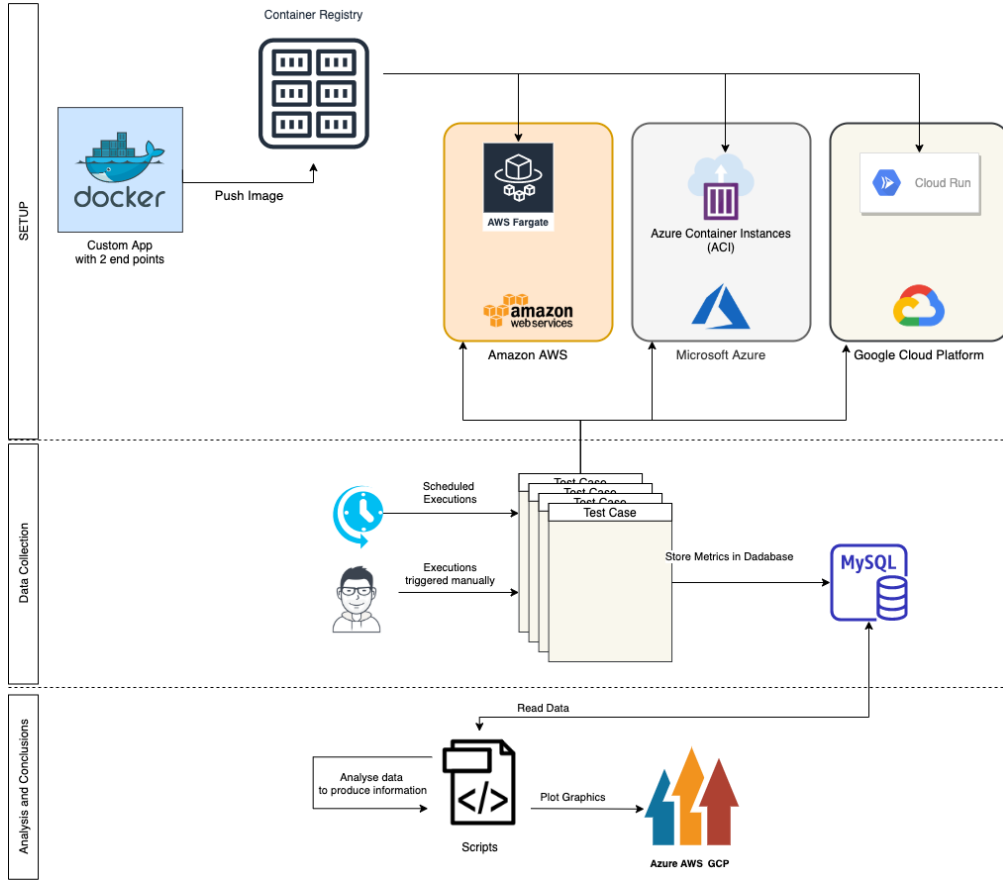 SETUP
Container Registry
docker
Push Image
Custom App
with 2 end points
AWS Fargate
amazon
web services
Amazon AWS
Azure Container Instances
(ACI)
Microsoft Azure
Cloud Run
Google Cloud Platform
Data Collection
Scheduled
Executions
Executions
triggered manually
Test Case
Test Case
Test Case
Test Case
Store Metrics in Dadabase
MySQL
Analysis and Conclusions
Read Data
Analyse data
to produce information
</>
Scripts
Plot Graphics
Azure AWS GCP